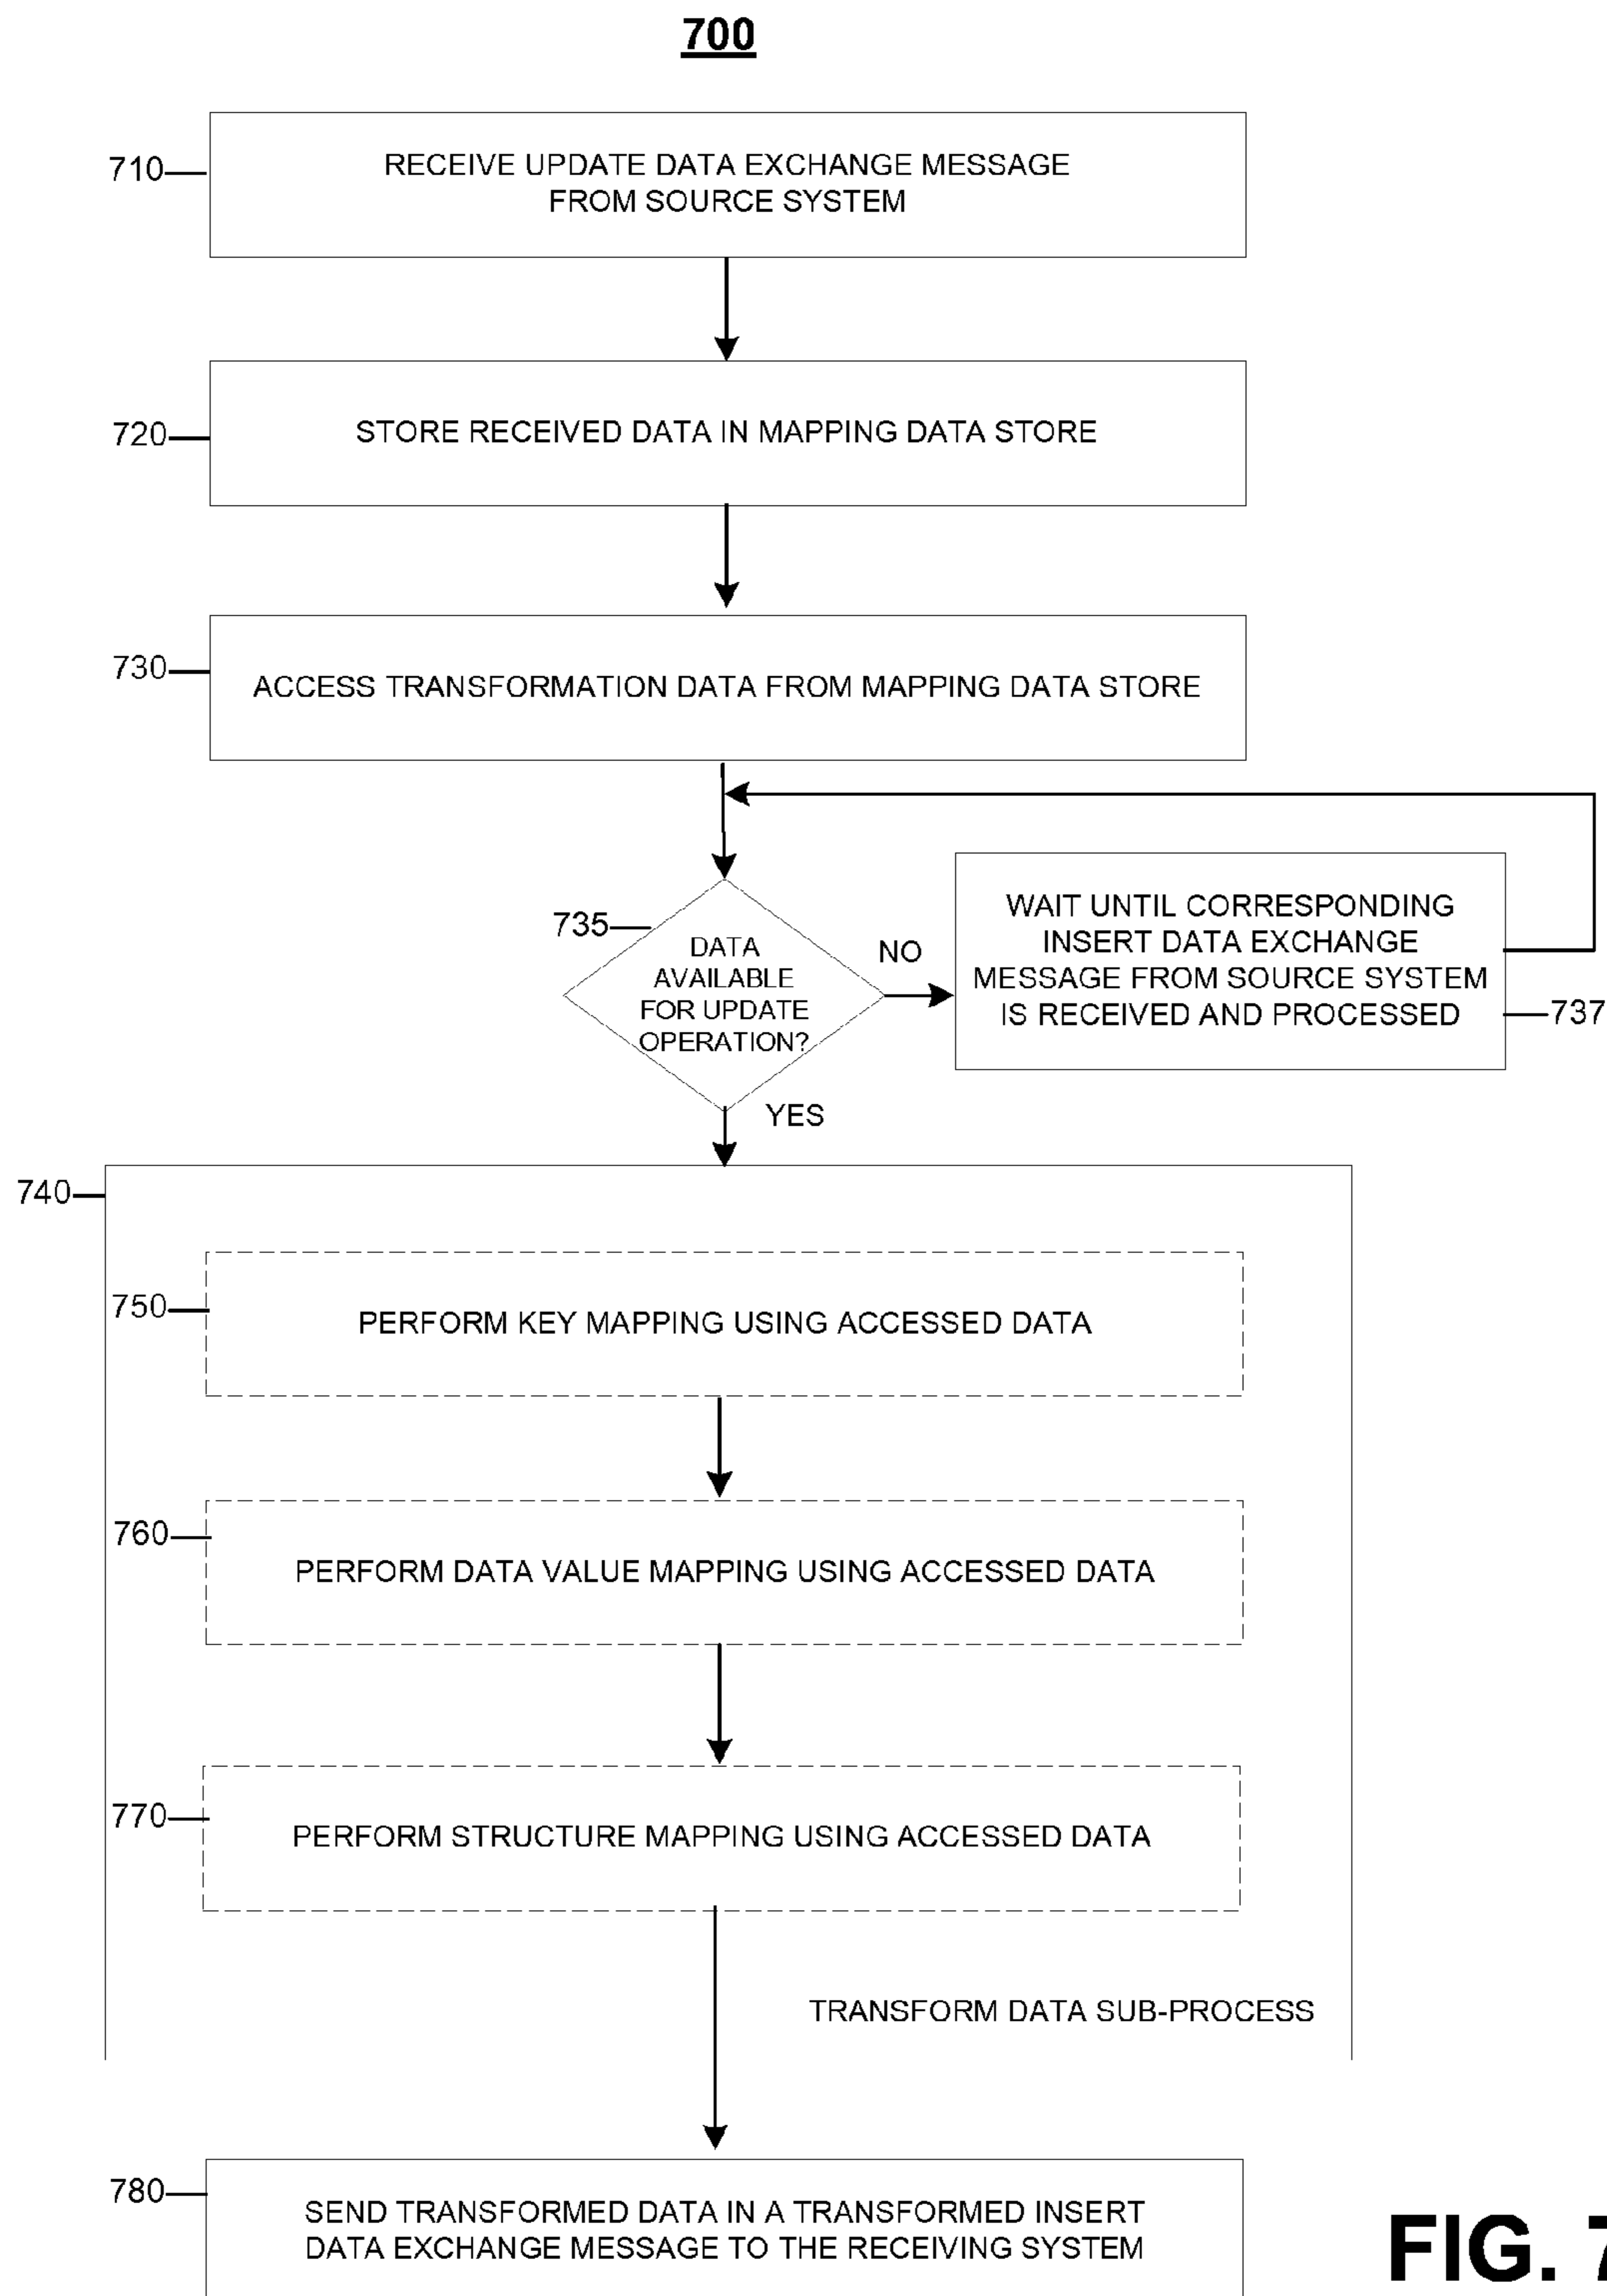 700
710
RECEIVE UPDATE DATA EXCHANGE MESSAGE
FROM SOURCE SYSTEM
720
STORE RECEIVED DATA IN MAPPING DATA STORE
730
ACCESS TRANSFORMATION DATA FROM MAPPING DATA STORE
735
DATA
AVAILABLE
FOR UPDATE
OPERATION?
NO
WAIT UNTIL CORRESPONDING
INSERT DATA EXCHANGE
MESSAGE FROM SOURCE SYSTEM
IS RECEIVED AND PROCESSED
737
YES
740
750
PERFORM KEY MAPPING USING ACCESSED DATA
760
PERFORM DATA VALUE MAPPING USING ACCESSED DATA
770
PERFORM STRUCTURE MAPPING USING ACCESSED DATA
TRANSFORM DATA SUB-PROCESS
780
SEND TRANSFORMED DATA IN A TRANSFORMED INSERT
DATA EXCHANGE MESSAGE TO THE RECEIVING SYSTEM
FIG. 7